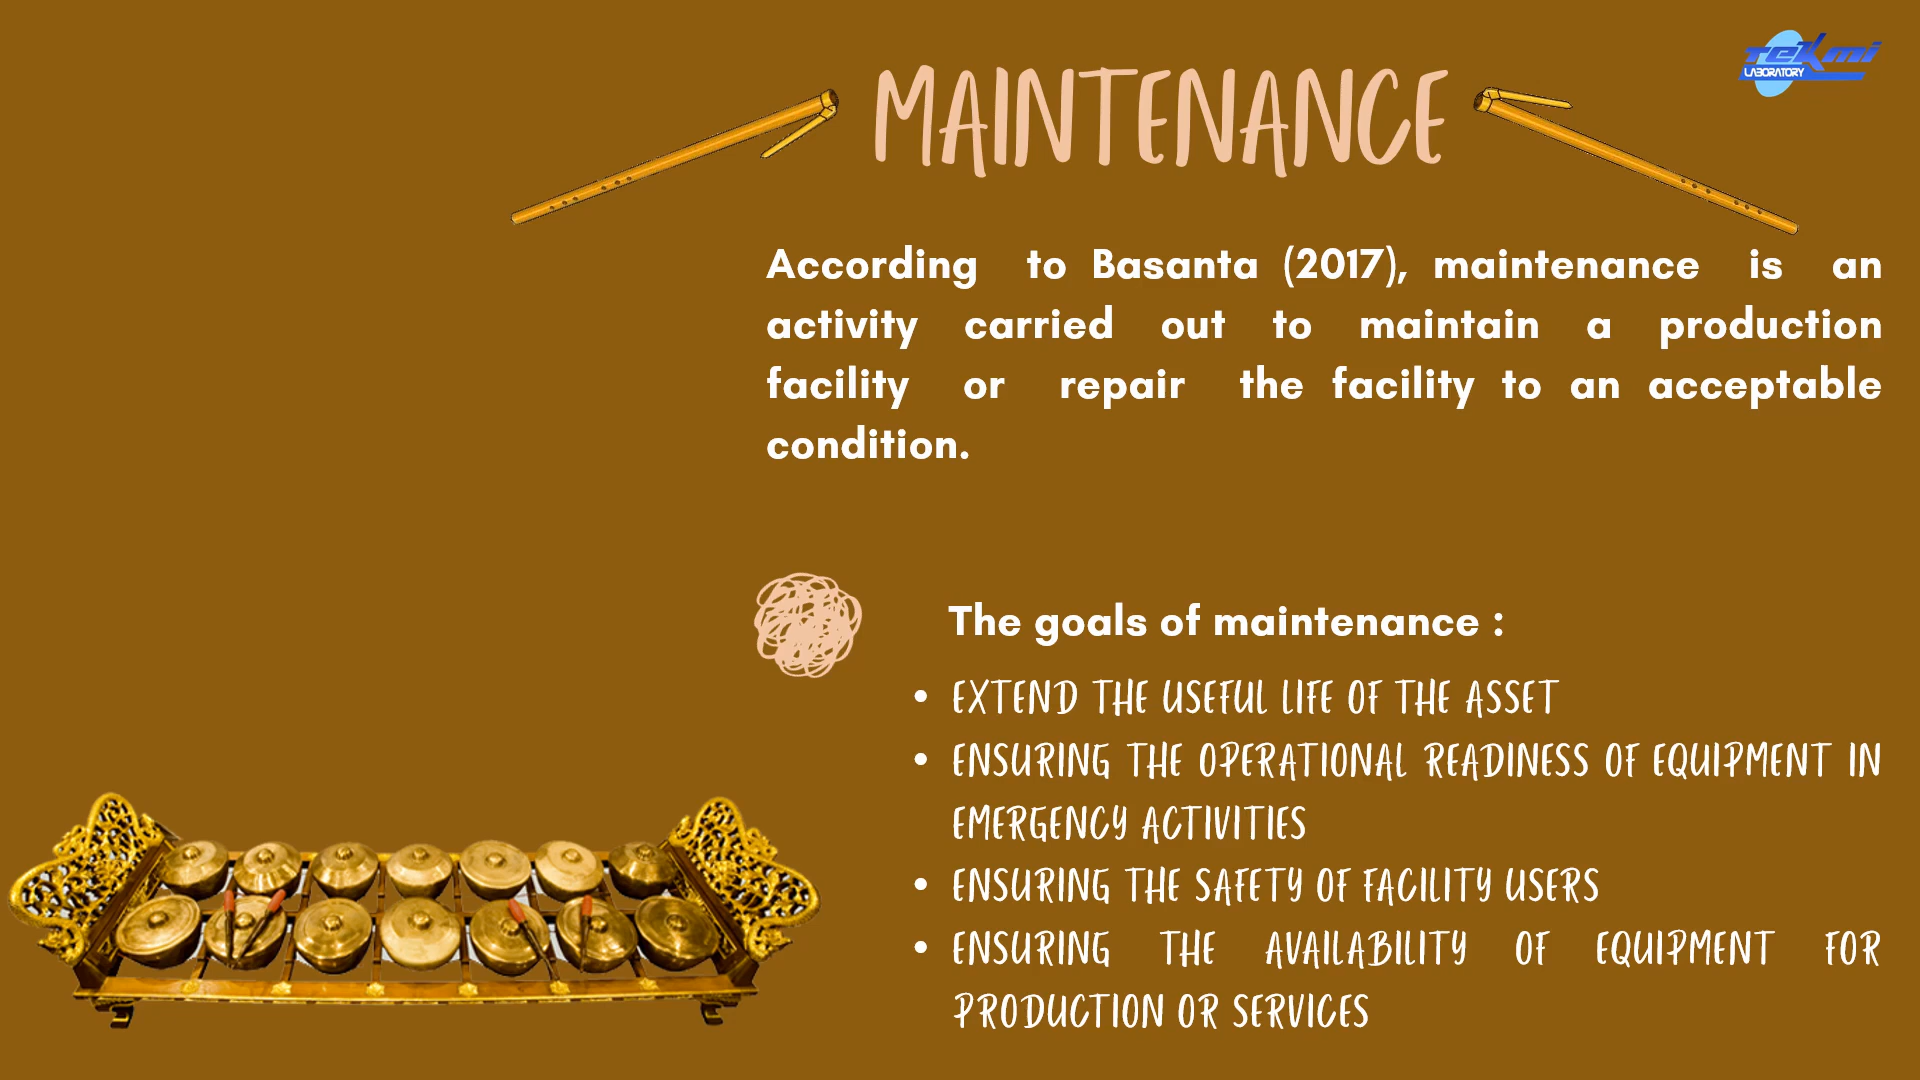 TEKmi
LABORATORY
MAINTENANCE
According to Basanta (2017), maintenance is an
activity carried out to maintain a production
facility or repair the facility to an acceptable
condition.
The goals of maintenance :
• EXTEND THE USEFUL LIFE OF THE ASSET
• ENSURING THE OPERATIONAL READINESS OF EQUIPMENT IN
EMERGENCY ACTIVITIES
• ENSURING THE SAFETY OF FACILITY USERS
• ENSURING THE AVAILABILITY OF EQUIPMENT FOR
PRODUCTION OR SERVICES